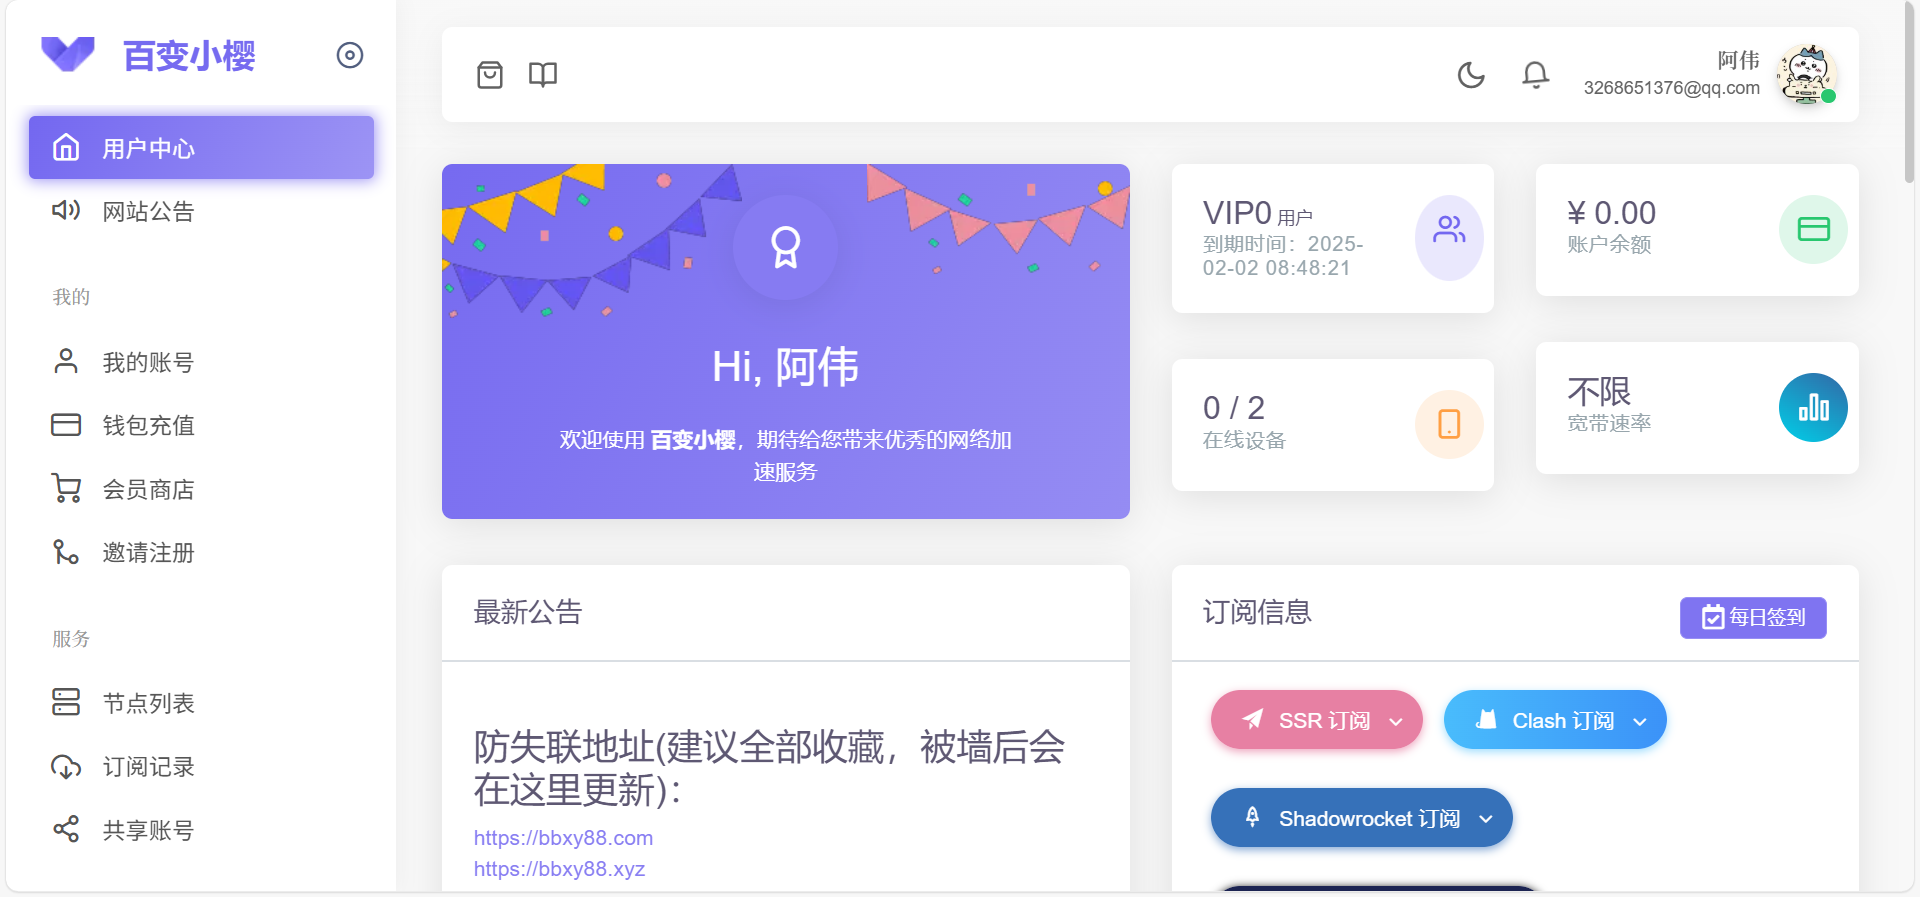 百变小樱
用户中心
网站公告
我的
我的账号
钱包充值
会员商店
邀请注册
服务
节点列表
订阅记录
共享账号
阿伟
3268651376@qq.com
Hi, 阿伟
欢迎使用 百变小樱，期待给您带来优秀的网络加
速服务
VIP0 用户
到期时间：2025-
02-02 08:48:21
¥ 0.00
账户余额
0 / 2
在线设备
不限
宽带速率
最新公告
防失联地址(建议全部收藏，被墙后会
在这里更新)：
https://bbxy88.com
https://bbxy88.xyz
订阅信息
每日签到
SSR 订阅
Clash 订阅
Shadowrocket 订阅